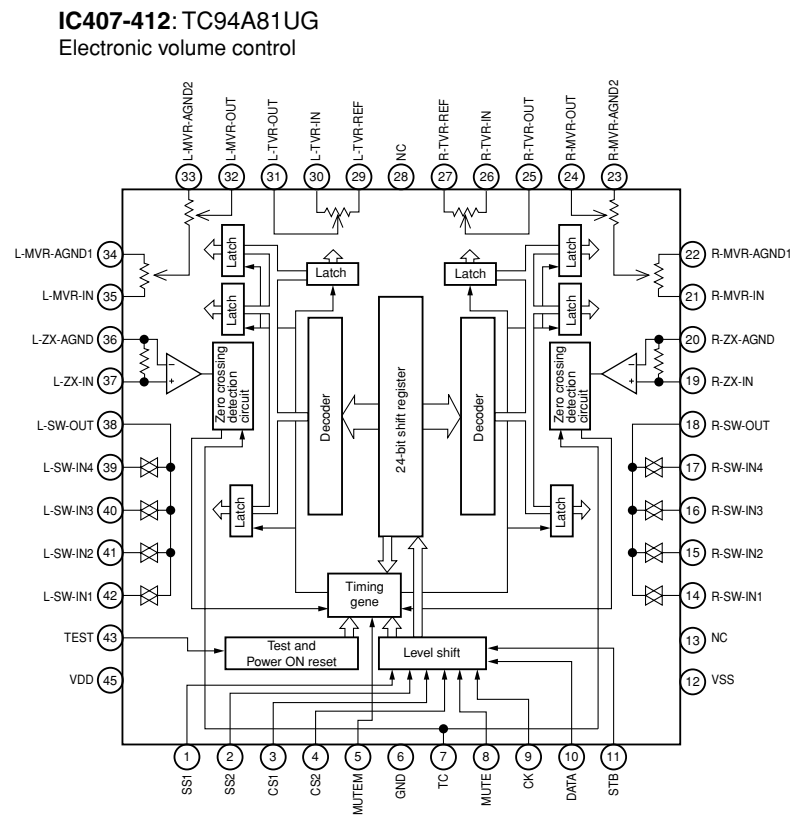 IC407-412: TC94A81UG
Electronic volume control
L-MVR-AGND2
L-MVR-OUT
L-TVR-OUT
L-TVR-IN
L-TVR-REF
NC
R-TVR-REF
R-TVR-IN
R-TVR-OUT
R-MVR-OUT
R-MVR-AGND2
33 32 31 30 29 28 27 26 25 24 23
L-MVR-AGND1 34
L-MVR-IN 35
L-ZX-AGND 36
L-ZX-IN 37
L-SW-OUT 38
L-SW-IN4 39
L-SW-IN3 40
L-SW-IN2 41
L-SW-IN1 42
TEST 43
VDD 45
Latch
Latch
Latch
Latch
Latch
Latch
−
+
Zero crossing
detection
circuit
Decoder
24-bit shift register
Decoder
Zero crossing
detection
circuit
−
+
Latch
Latch
Timing
gene
Test and
Power ON reset
Level shift
22 R-MVR-AGND1
21 R-MVR-IN
20 R-ZX-AGND
19 R-ZX-IN
18 R-SW-OUT
17 R-SW-IN4
16 R-SW-IN3
15 R-SW-IN2
14 R-SW-IN1
13 NC
12 VSS
1 2 3 4 5 6 7 8 9 10 11
SS1
SS2
CS1
CS2
MUTEM
GND
TC
MUTE
CK
DATA
STB